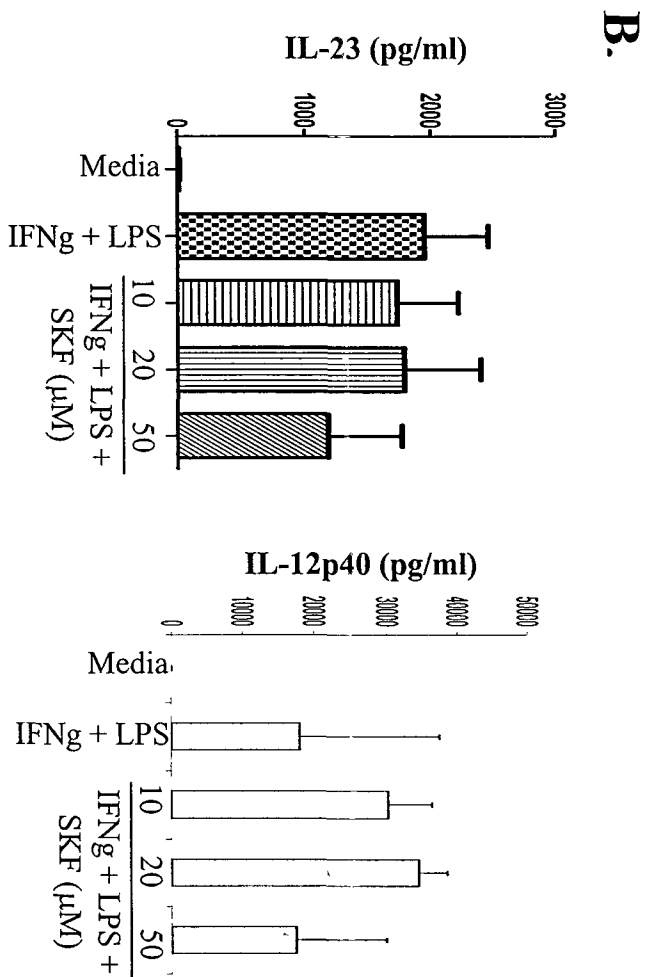 B.
IL-23 (pg/ml)
0
1000
2000
3000
Media
IFNg + LPS
10
20
50
IFNg + LPS +
SKF (µM)
IL-12p40 (pg/ml)
0
10000
20000
30000
40000
50000
Media
IFNg + LPS
10
20
50
IFNg + LPS +
SKF (µM)